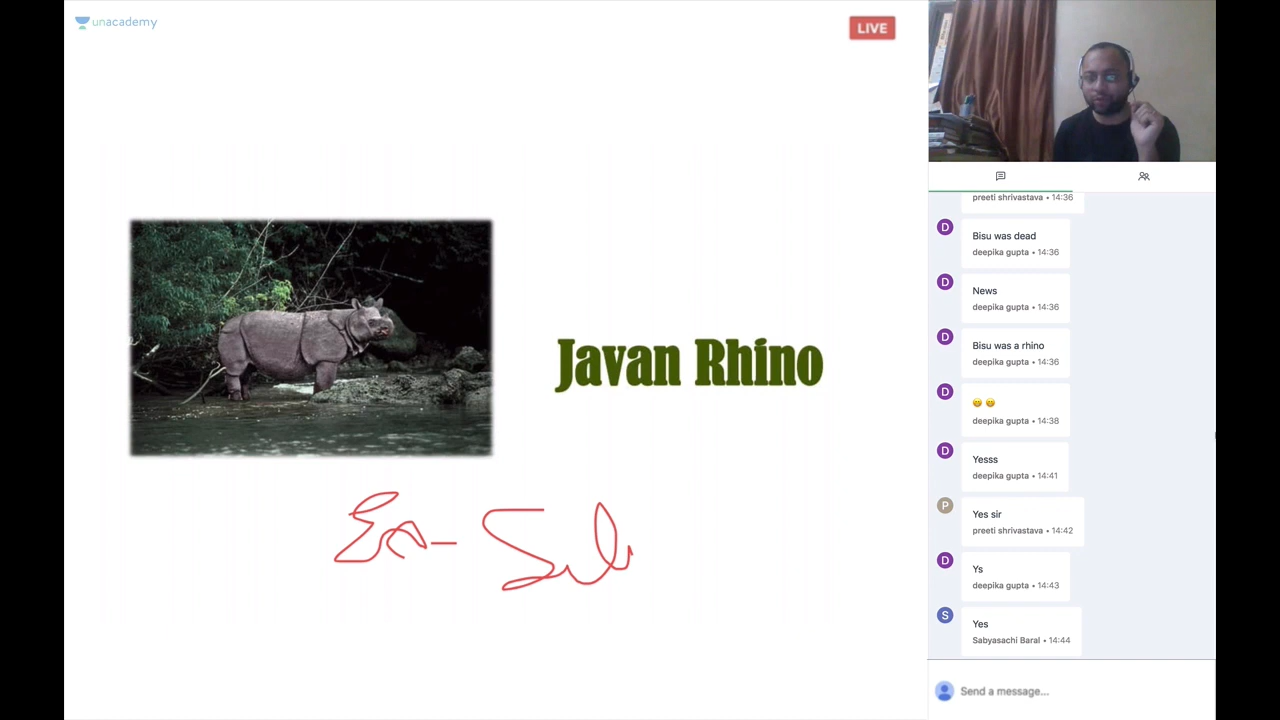 unacademy
LIVE
Javan Rhino
preeti shrivastava • 14:36
Bisu was dead
deepika gupta • 14:36
News
deepika gupta • 14:36
Bisu was a rhino
deepika gupta • 14:36
😄 😄
deepika gupta • 14:38
Yesss
deepika gupta • 14:41
Yes sir
preeti shrivastava • 14:42
Ys
deepika gupta • 14:43
Yes
Sabyasachi Baral • 14:44
Send a message...
D
D
D
D
D
P
D
S